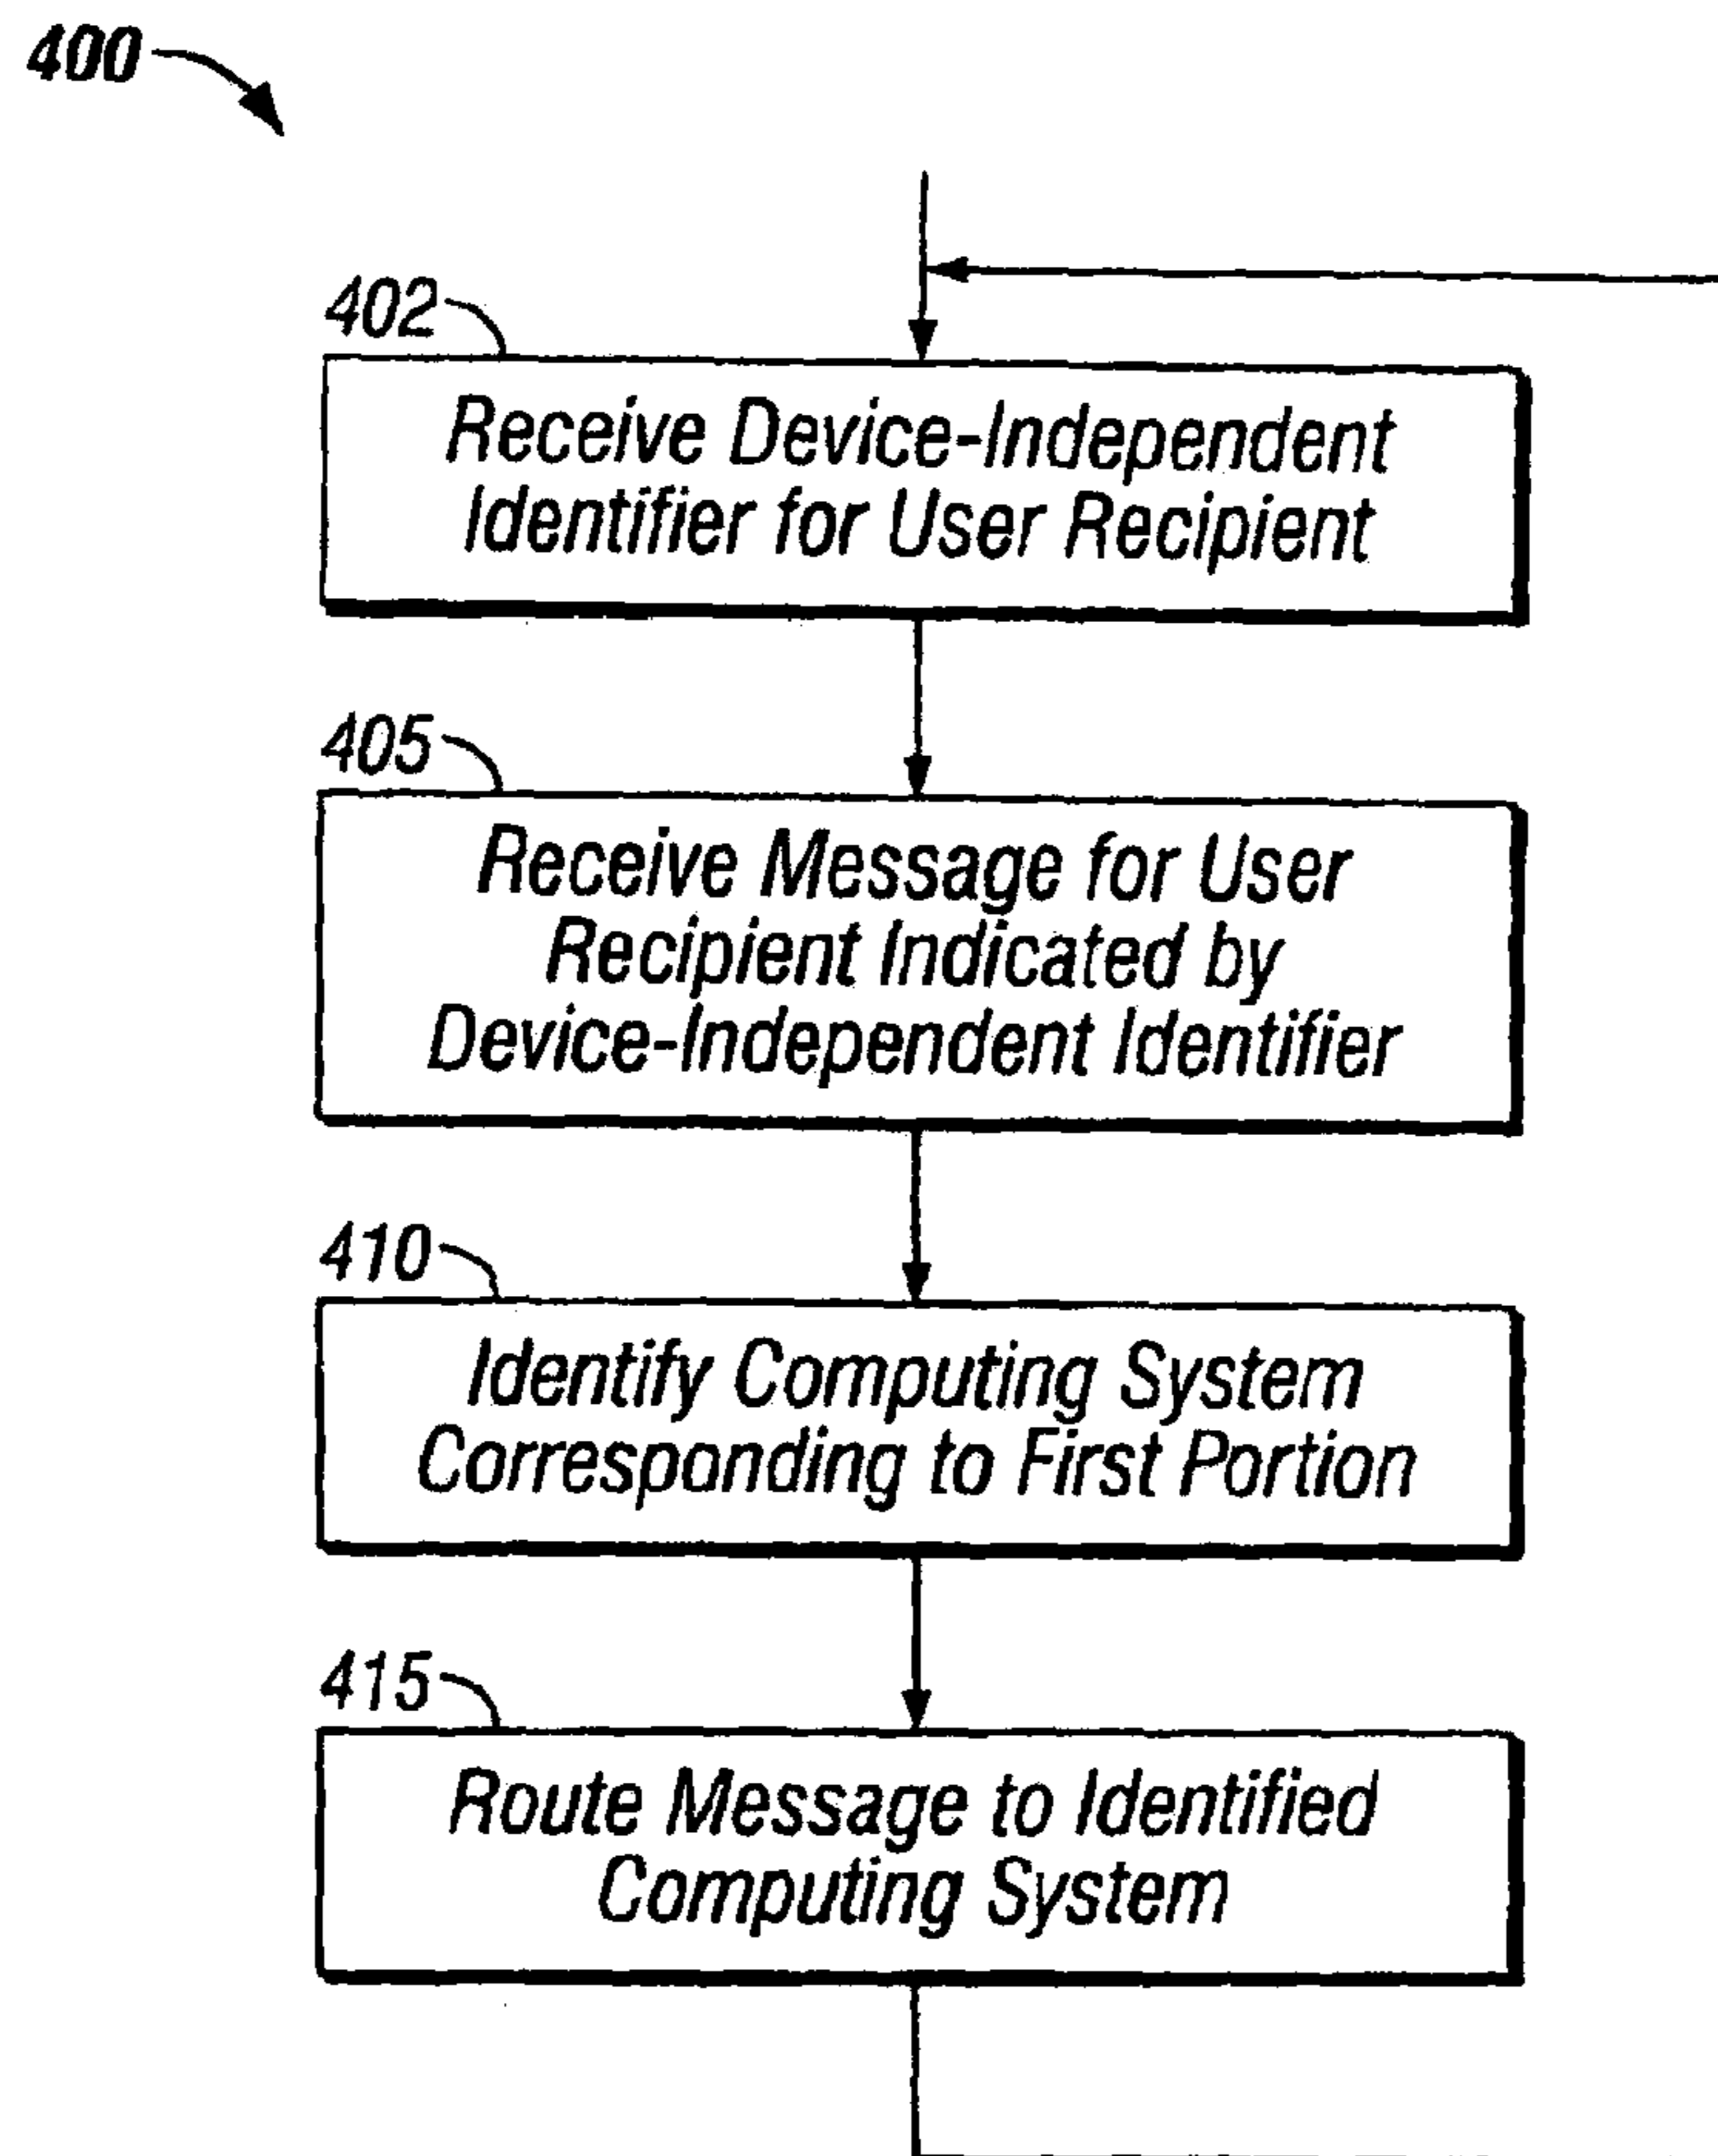 400
402
Receive Device-Independent
Identifier for User Recipient
405
Receive Message for User
Recipient Indicated by
Device-Independent Identifier
410
Identify Computing System
Corresponding to First Portion
415
Route Message to Identified
Computing System